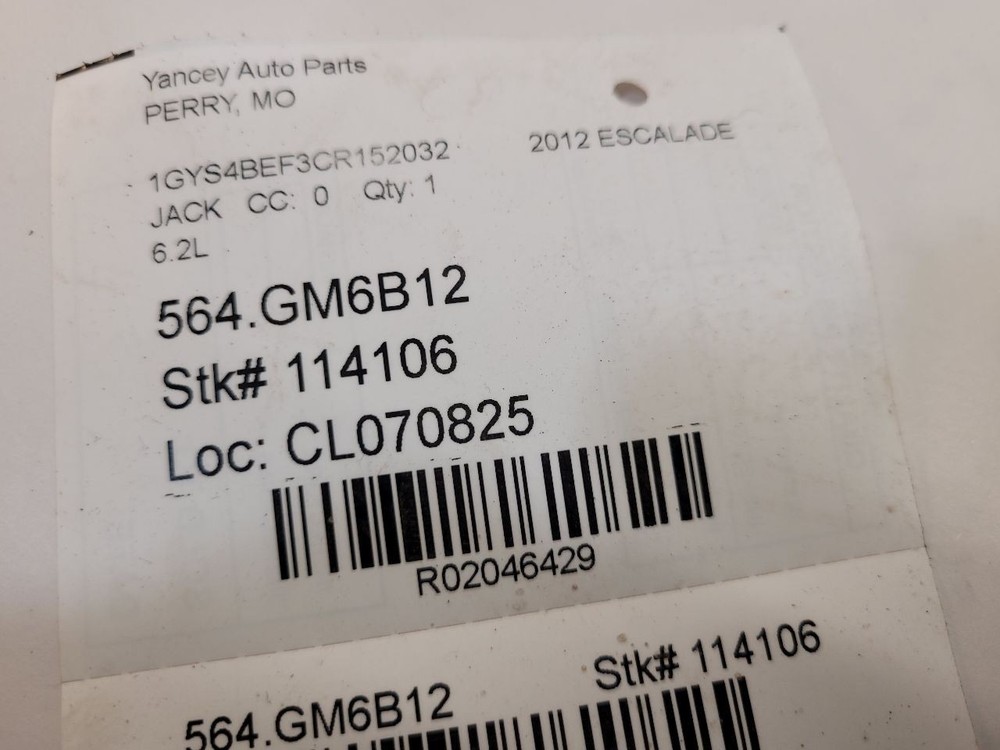 Yancey Auto Parts
PERRY, MO
1GYS4BEF3CR152032 2012 ESCALADE
JACK CC: 0 Qty: 1
6.2L
564.GM6B12
Stk# 114106
Loc: CL070825
R02046429
Stk# 114106
564.GM6B12